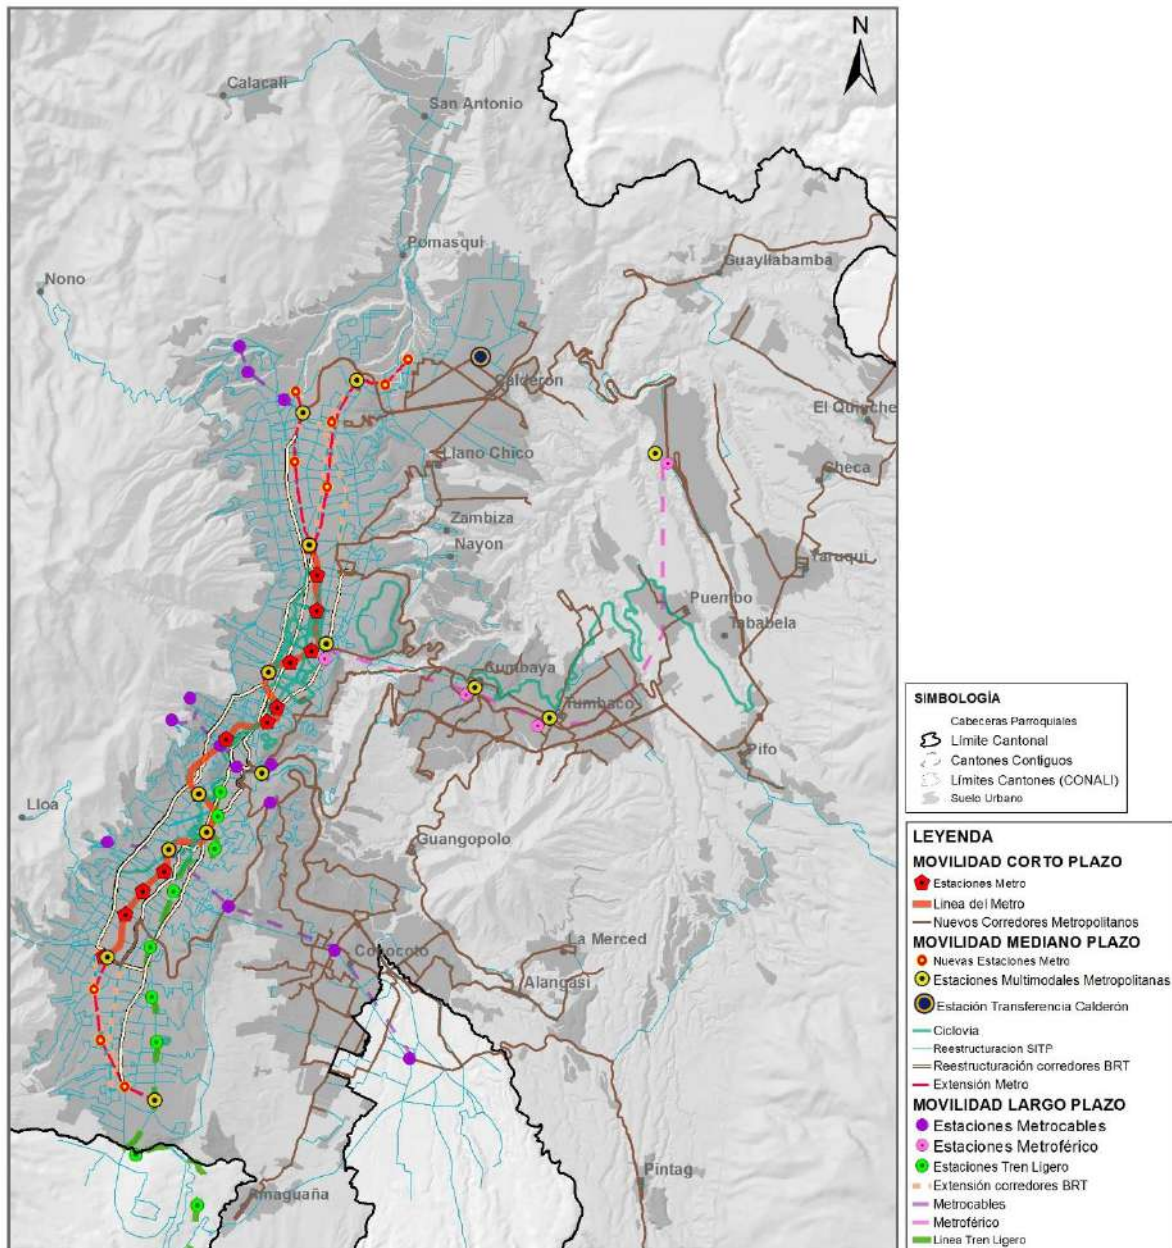 N
Calacali
San Antonio
Pomasqui
Guayllabamba
Nono
Calderón
El Quinche
Llano Chico
Checa
Zambiza
Nayon
Yaruqui
Puembo
Tababela
Cumbaya
Tumbaco
Pifo
Lloa
Guangopolo
Conocoto
La Merced
Alangasi
Pintag
Amaguaña
SIMBOLOGÍA
Cabeceras Parroquiales
Límite Cantonal
Cantones Contiguos
Límites Cantones (CONALI)
Suelo Urbano
LEYENDA
MOVILIDAD CORTO PLAZO
Estaciones Metro
Linea del Metro
Nuevos Corredores Metropolitanos
MOVILIDAD MEDIANO PLAZO
Nuevas Estaciones Metro
Estaciones Multimodales Metropolitanas
Estación Transferencia Calderón
Ciclovia
Reestructuracion SITP
Reestructuración corredores BRT
Extensión Metro
MOVILIDAD LARGO PLAZO
Estaciones Metrocables
Estaciones Metroférico
Estaciones Tren Ligero
Extensión corredores BRT
Metrocables
Metroférico
Linea Tren Ligero